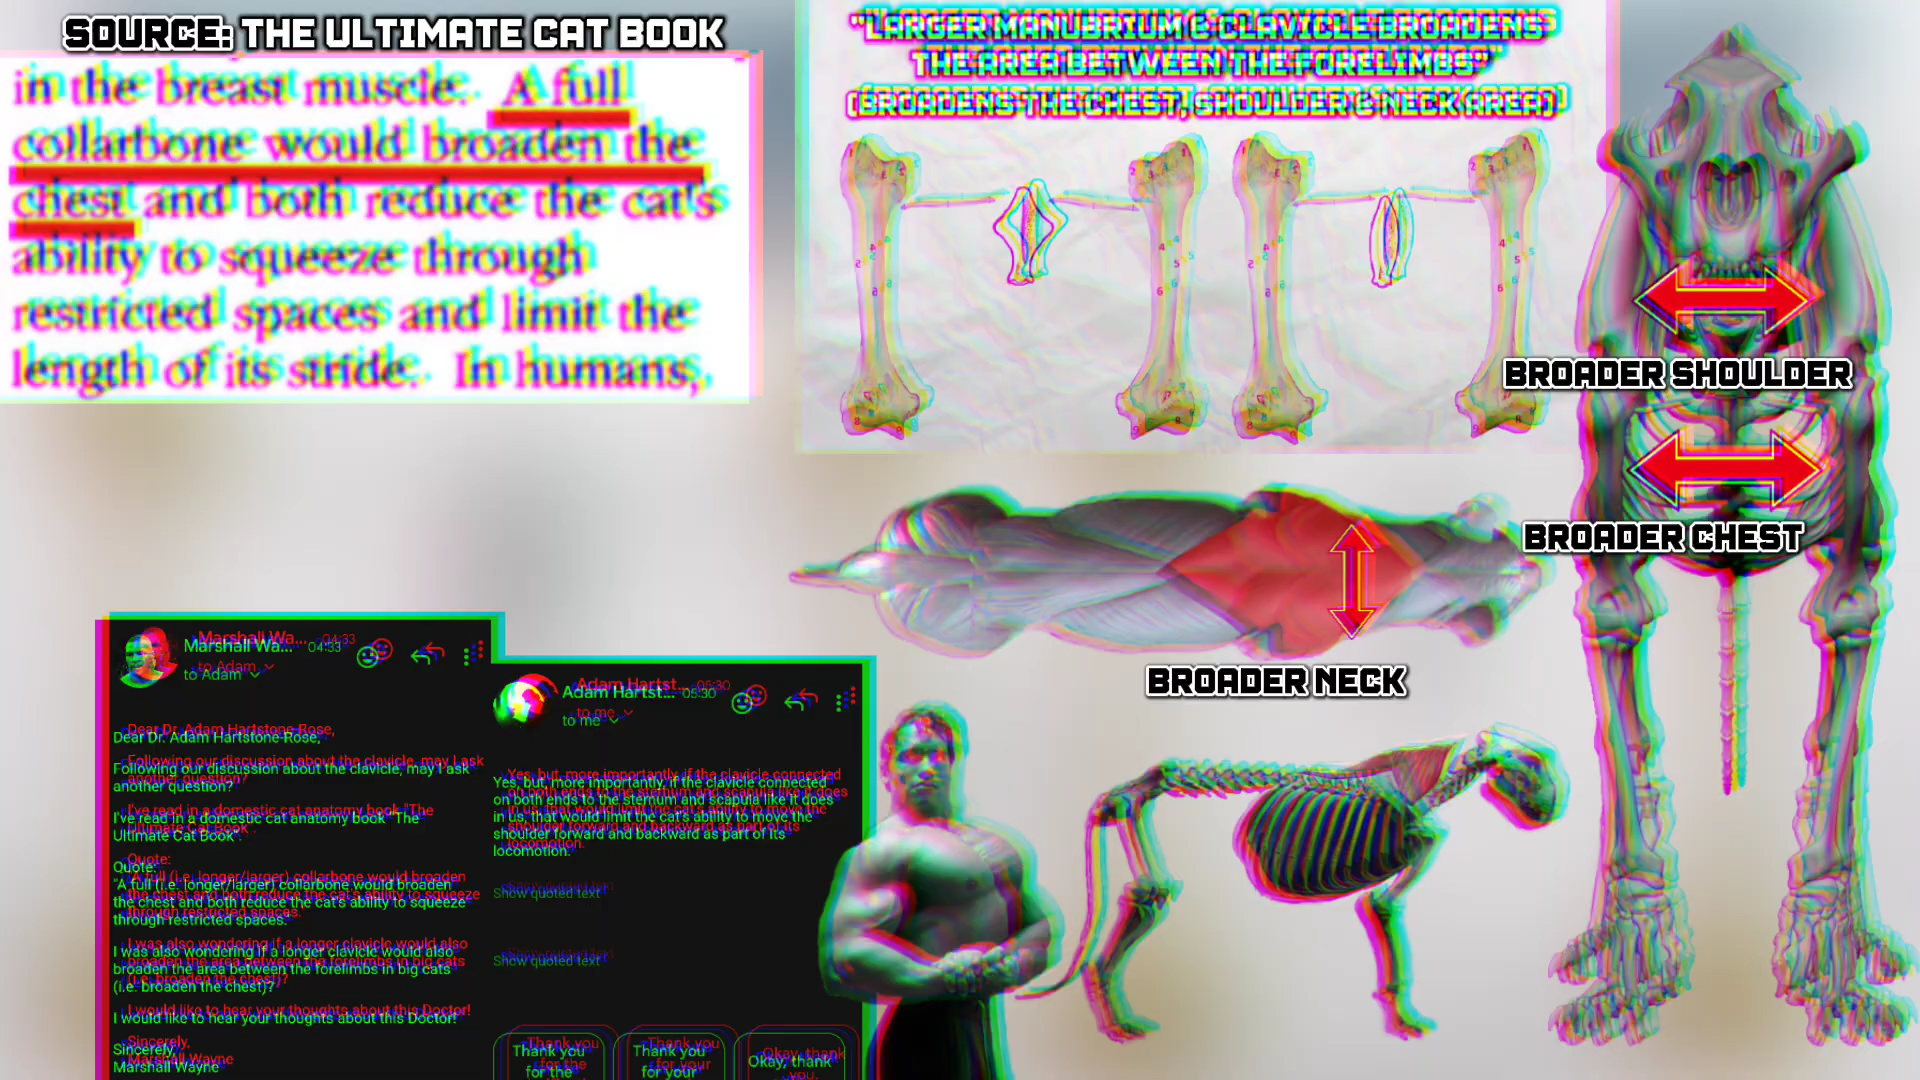 SOURCE: THE ULTIMATE CAT BOOK
in the breast muscle. A full
collarbone would broaden the
chest and both reduce the cat's
ability to squeeze through
restricted spaces and limit the
length of its stride. In humans,
"LARGER MANUBRIUM & CLAVICLE BROADENS
THE AREA BETWEEN THE FORELIMBS"
(BROADENS THE CHEST, SHOULDER & NECK AREA)
BROADER SHOULDER
BROADER CHEST
BROADER NECK
Marshall Wa... 04:33
to Adam
Dear Dr. Adam Hartstone-Rose,
Following our discussion about the clavicle, may I ask
another question?
I've read in a domestic cat anatomy book "The
Ultimate Cat Book".
Quote:
"A full (i.e. longer/larger) collarbone would broaden
the chest and both reduce the cat's ability to squeeze
through restricted spaces."
I was also wondering if a longer clavicle would also
broaden the area between the forelimbs in big cats
(i.e. broaden the chest)?
I would like to hear your thoughts about this Doctor!
Sincerely,
Marshall Wayne
Adam Hartst... 05:30
to me
Yes, but, more importantly if the clavicle connected
on both ends to the sternum and scapula like it does
in us, that would limit the cat's ability to move the
shoulder forward and backward as part of its
locomotion.
Show quoted text
Show quoted text
Thank you
for the
Thank you
for your
Okay, thank
you.